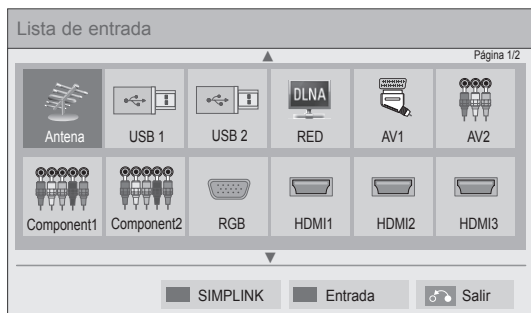 Lista de entrada
Página 1/2
DLNA
Antena USB 1 USB 2 RED AV1 AV2
Component1 Component2 RGB HDMI1 HDMI2 HDMI3
SIMPLINK Entrada Salir